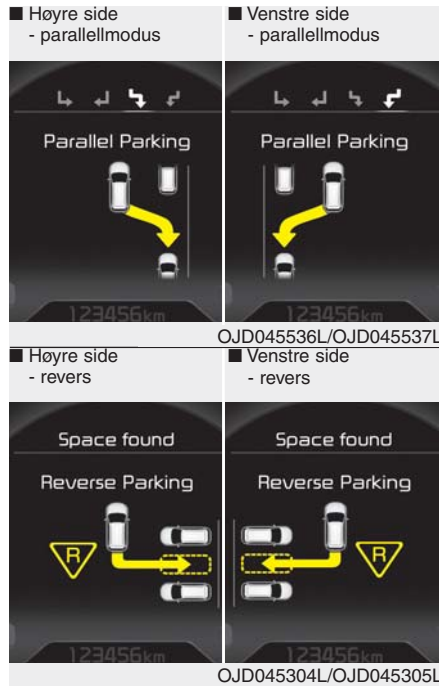 ■ Høyre side
- parallellmodus
■ Venstre side
- parallellmodus
Parallel Parking
123456km
Parallel Parking
123456km
OJD045536L/OJD045537L
■ Høyre side
- revers
■ Venstre side
- revers
Space found
Reverse Parking
R
123456km
Space found
Reverse Parking
R
123456km
OJD045304L/OJD045305L